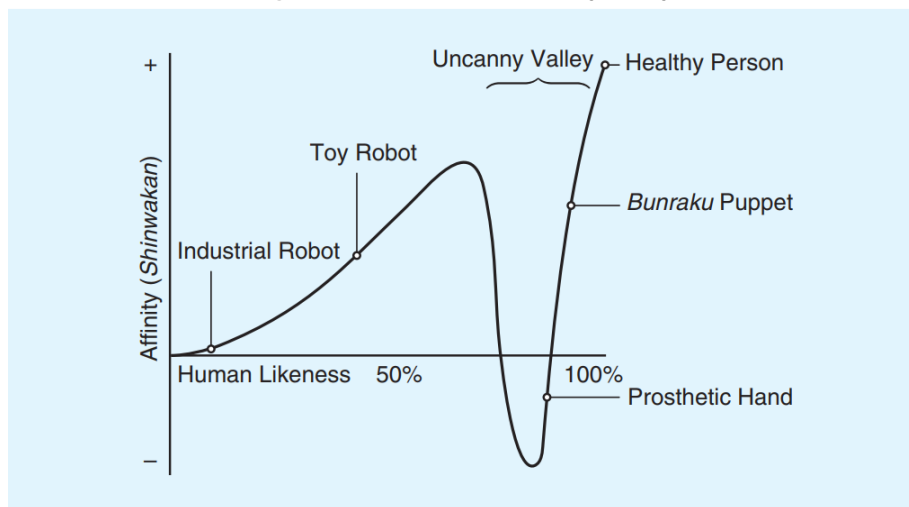 +
Uncanny Valley
Healthy Person
Toy Robot
Bunraku Puppet
Industrial Robot
Affinity (Shinwakan)
Human Likeness 50% 100%
Prosthetic Hand
–